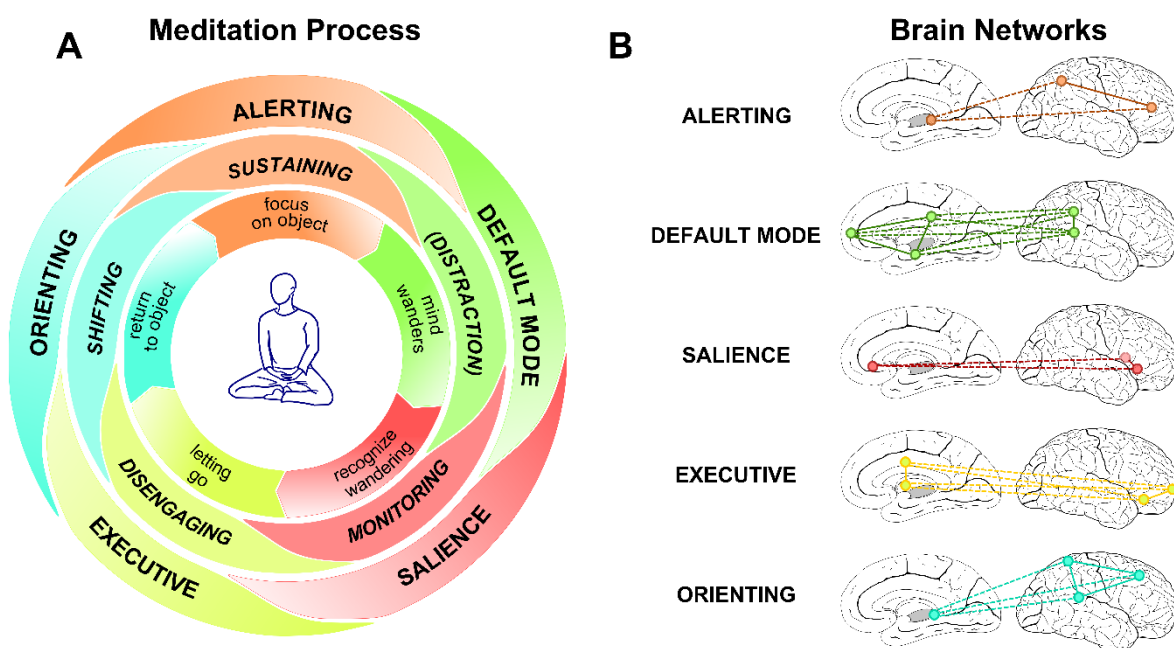 A
Meditation Process
ALERTING
SUSTAINING
focus
on object
DEFAULT MODE
(DISTRACTION)
mind
wanders
SALIENCE
MONITORING
recognize
wandering
EXECUTIVE
DISENGAGING
letting
go
ORIENTING
SHIFTING
return
to object
B
Brain Networks
ALERTING
DEFAULT MODE
SALIENCE
EXECUTIVE
ORIENTING